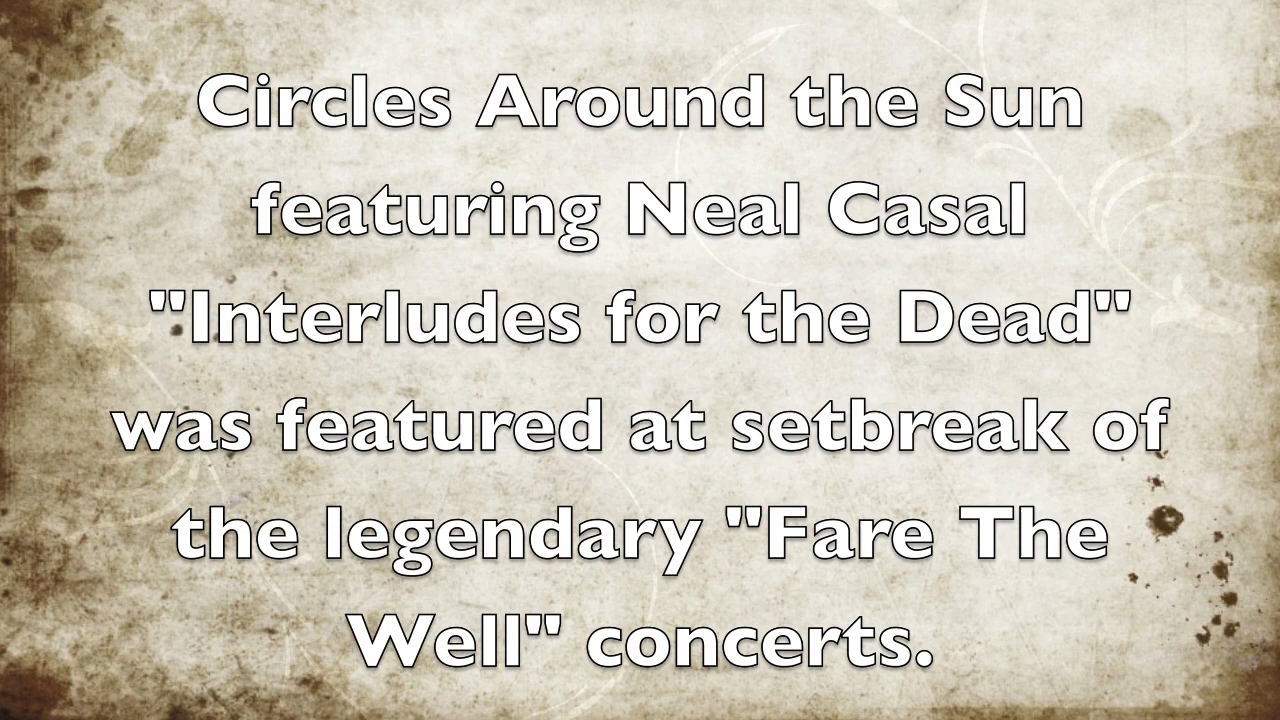 Circles Around the Sun
featuring Neal Casal
"Interludes for the Dead"
was featured at setbreak of
the legendary "Fare The
Well" concerts.